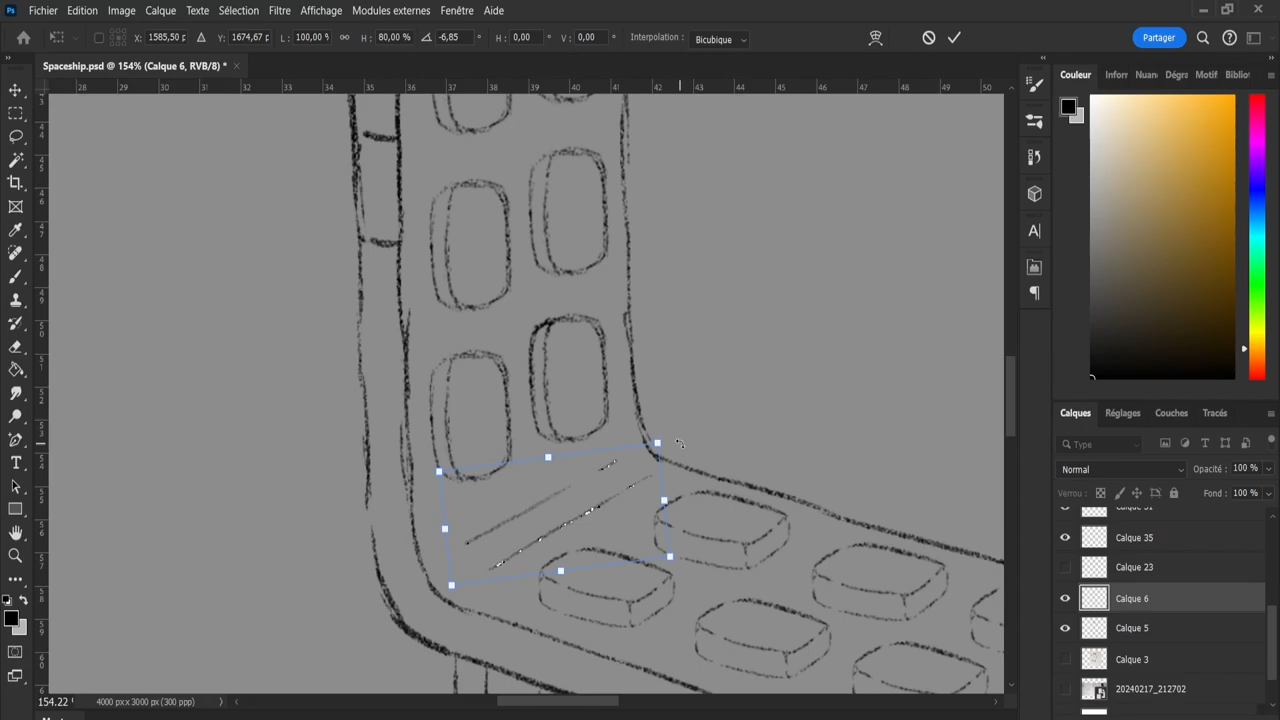 Ps Fichier Edition Image Calque Texte Sélection Filtre Affichage Modules externes Fenêtre Aide
X: 1585,50 Y: 1674,67 L: 100,00 % H: 80,00 % -6,85 ° H: 0,00 ° V: 0,00 ° Interpolation : Bicubique Partager
Spaceship.psd @ 154% (Calque 6, RVB/8) * ×
28 29 30 31 32 33 34 35 36 37 38 39 40 41 42 43 44 45 46 47 48 49 50
Couleur Inforr Nuan Dégra Motif Biblio
Calques Réglages Couches Tracés
Type
Normal Opacité : 100 %
Verrou : Fond : 100 %
Calque 35
Calque 23
Calque 6
Calque 5
Calque 3
20240217_212702
154.22 4000 px x 3000 px (300 ppp)